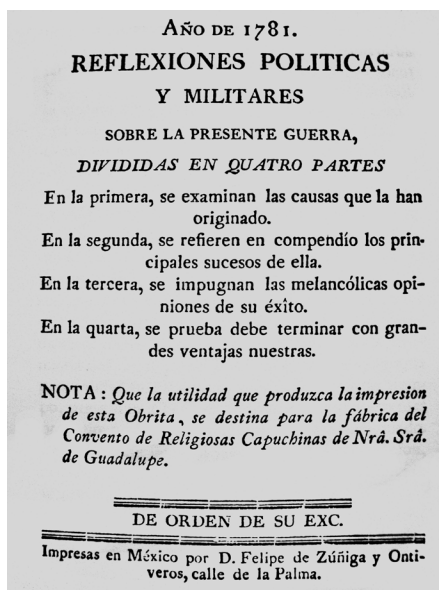 AÑO DE 1781.
REFLEXIONES POLITICAS
Y MILITARES
SOBRE LA PRESENTE GUERRA,
DIVIDIDAS EN QUATRO PARTES
En la primera, se examinan las causas que la han
originado.
En la segunda, se refieren en compendío los prin-
cipales sucesos de ella.
En la tercera, se impugnan las melancólicas opi-
niones de su éxîto.
En la quarta, se prueba debe terminar con gran-
des ventajas nuestras.
NOTA : Que la utilidad que produzca la impresion
de esta Obrita, se destina para la fábrica del
Convento de Religiosas Capuchinas de Nrâ. Srâ.
de Guadalupe.
DE ORDEN DE SU EXC.
Impresas en México por D. Felipe de Zúñiga y Onti-
veros, calle de la Palma.